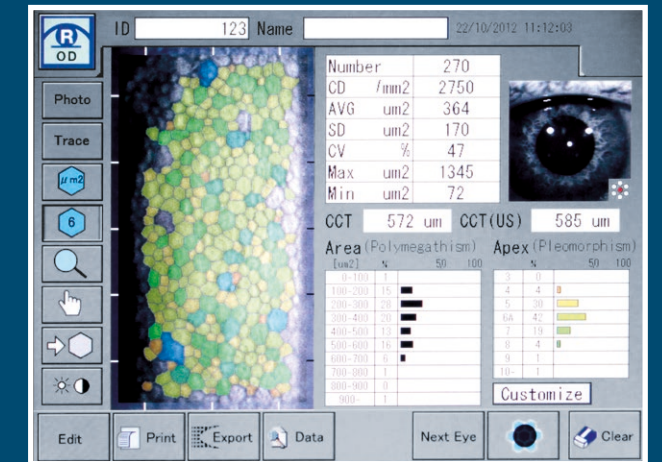 R
OD
ID 123 Name 22/10/2012 11:12:03
Photo
Trace
μm2
6
Number 270
CD /mm2 2750
AVG um2 364
SD um2 170
CV % 47
Max um2 1345
Min um2 72
CCT 572 um CCT(US) 585 um
Area(Polymegathism) Apex(Pleomorphism)
[um2] % 50 100 % 50 100
0-100 1 3 0
100-200 15 4 4
200-300 28 5 30
300-400 20 6A 42
400-500 13 7 19
500-600 16 8 4
600-700 6 9 1
700-800 1 10- 1
800-900 0
900- 1
Customize
Edit Print Export Data Next Eye Clear